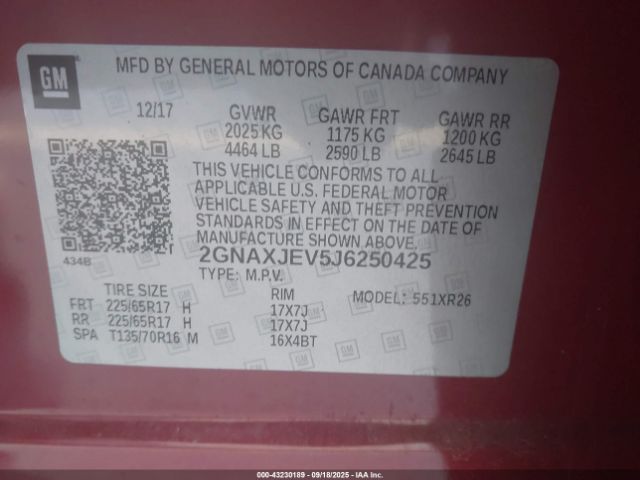 GM
MFD BY GENERAL MOTORS OF CANADA COMPANY
12/17 GVWR GAWR FRT GAWR RR
2025 KG 1175 KG 1200 KG
4464 LB 2590 LB 2645 LB
THIS VEHICLE CONFORMS TO ALL
APPLICABLE U.S. FEDERAL MOTOR
VEHICLE SAFETY AND THEFT PREVENTION
STANDARDS IN EFFECT ON THE DATE OF
MANUFACTURE SHOWN ABOVE.
434B 2GNAXJEV5J6250425
TYPE: M.P.V.
TIRE SIZE RIM MODEL: 551XR26
FRT 225/65R17 H 17X7J
RR 225/65R17 H 17X7J
SPA T135/70R16 M 16X4BT
000-43230189 - 09/18/2025 - IAAI.com